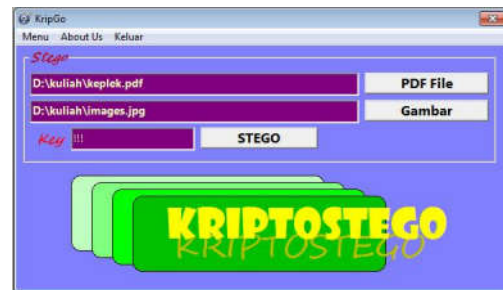 KripGo
Menu About Us Keluar
Stego
D:\kuliah\keplek.pdf PDF File
D:\kuliah\images.jpg Gambar
Key !!! STEGO
KRIPTOSTEGO
KRIPTOSTEGO